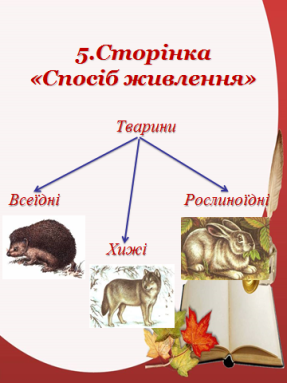 5.Сторінка
«Спосіб живлення»
Тварини
Всеїдні
Рослиноїдні
Хижі